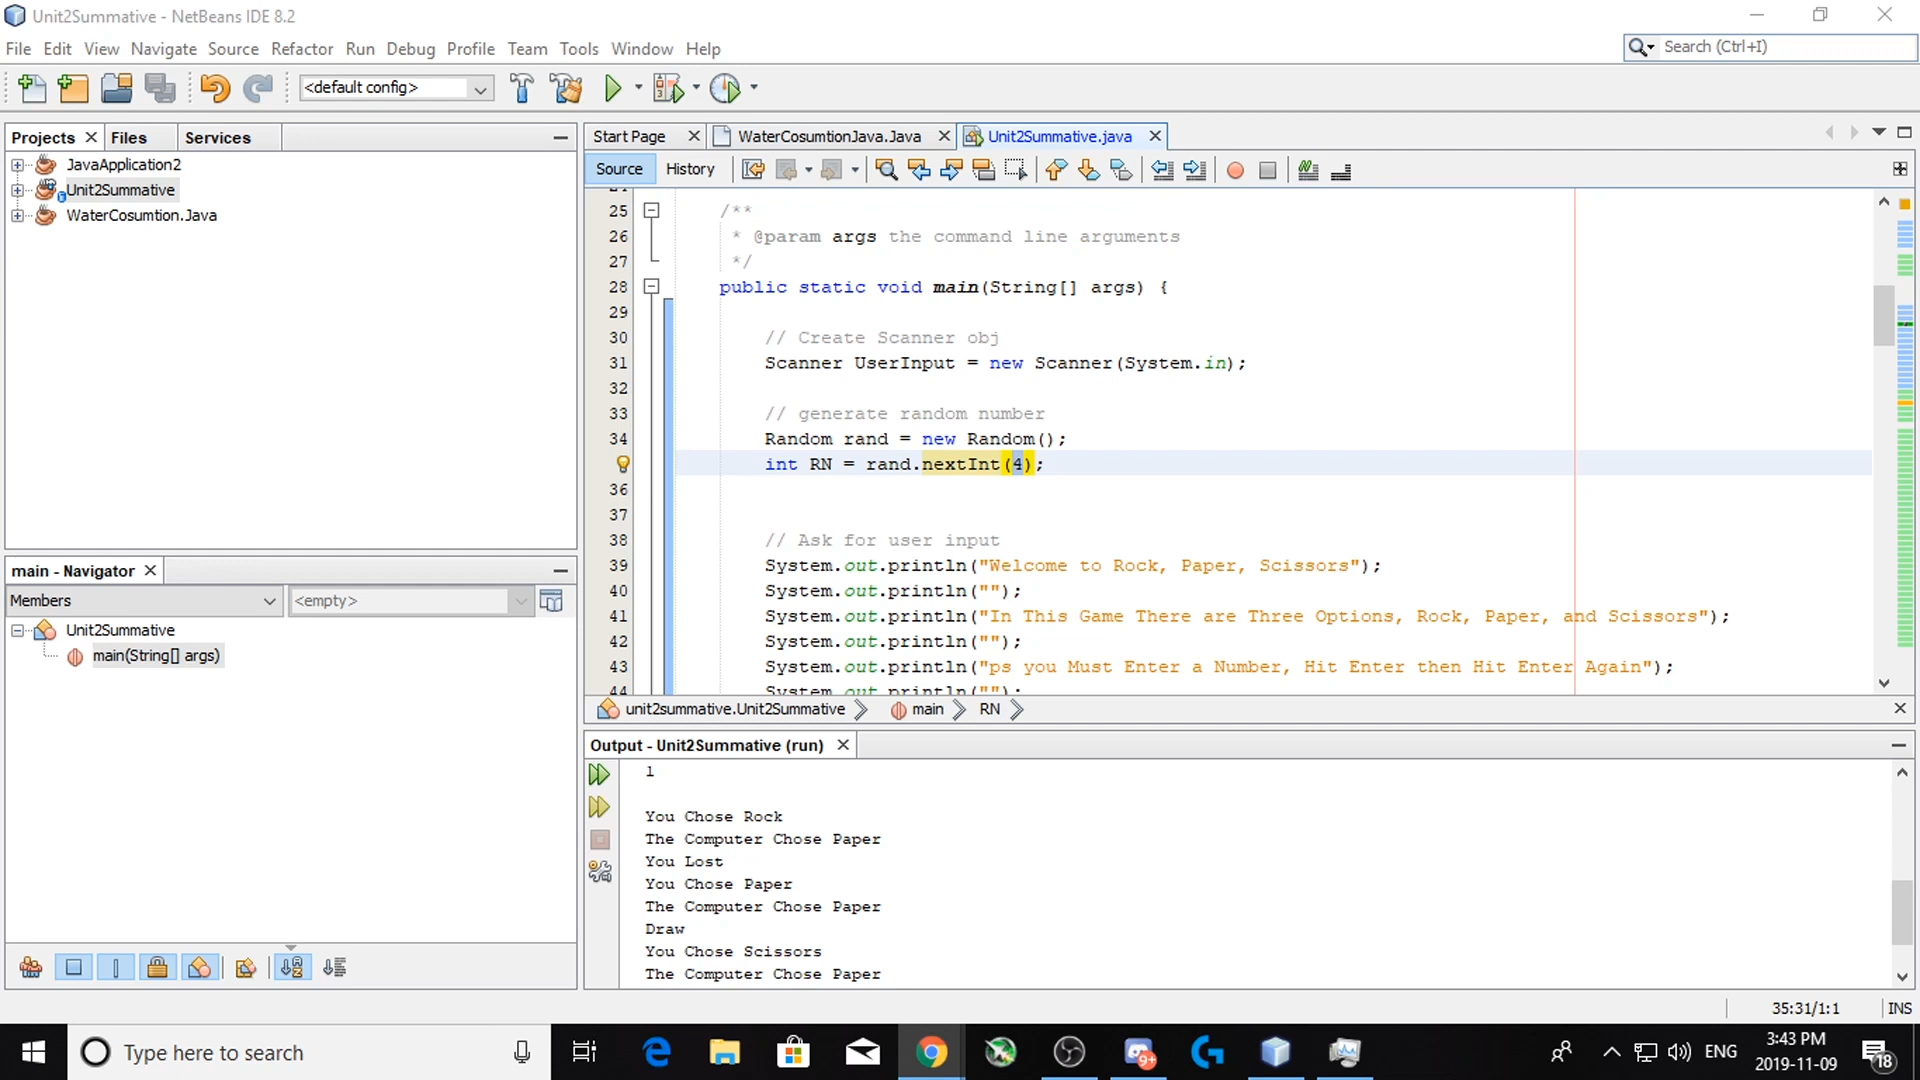 Unit2Summative - NetBeans IDE 8.2
File Edit View Navigate Source Refactor Run Debug Profile Team Tools Window Help
Search (Ctrl+I)
<default config>
Projects Files Services
JavaApplication2
Unit2Summative
WaterCosumtion.Java
Start Page WaterCosumtionJava.Java Unit2Summative.java
Source History
25 /**
26 * @param args the command line arguments
27 */
28 public static void main(String[] args) {
29
30 // Create Scanner obj
31 Scanner UserInput = new Scanner(System.in);
32
33 // generate random number
34 Random rand = new Random();
int RN = rand.nextInt(4);
36
37
38 // Ask for user input
39 System.out.println("Welcome to Rock, Paper, Scissors");
40 System.out.println("");
41 System.out.println("In This Game There are Three Options, Rock, Paper, and Scissors");
42 System.out.println("");
43 System.out.println("ps you Must Enter a Number, Hit Enter then Hit Enter Again");
44 System.out.println("");
unit2summative.Unit2Summative main RN
main - Navigator
Members <empty>
Unit2Summative
main(String[] args)
Output - Unit2Summative (run)
1
You Chose Rock
The Computer Chose Paper
You Lost
You Chose Paper
The Computer Chose Paper
Draw
You Chose Scissors
The Computer Chose Paper
35:31/1:1 INS
Type here to search
9+
ENG
3:43 PM
2019-11-09
18